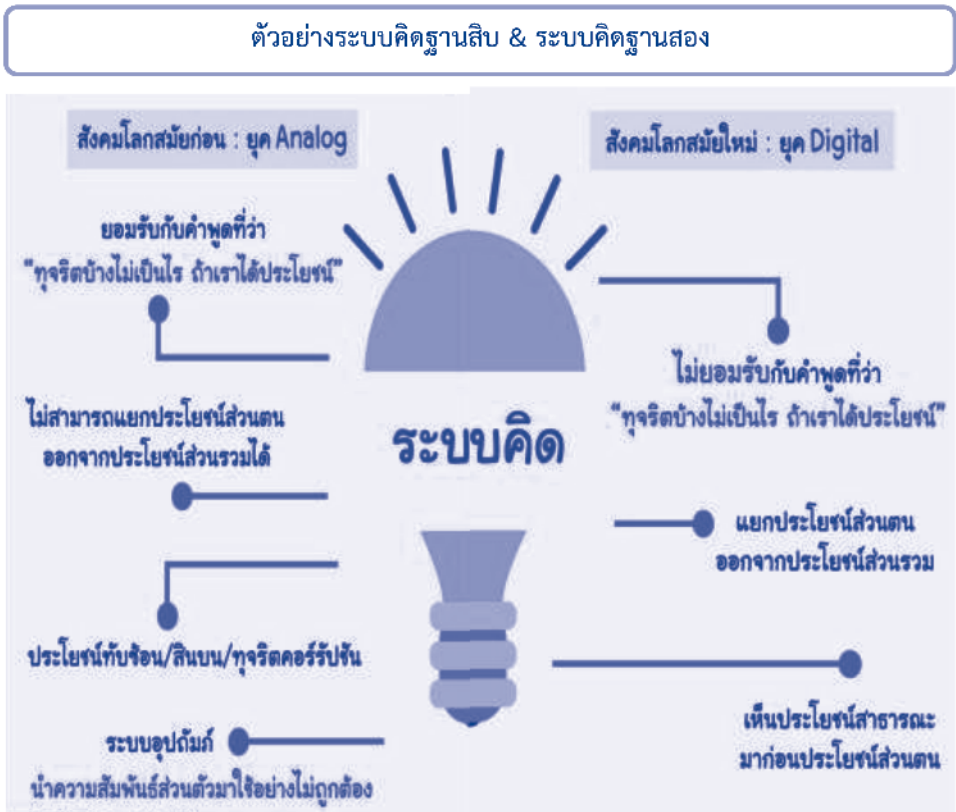 ตัวอย่างระบบคิดฐานสิบ & ระบบคิดฐานสอง
สังคมโลกสมัยก่อน : ยุค Analog
ยอมรับกับคำพูดที่ว่า
“ทุจริตบ้างไม่เป็นไร ถ้าเราได้ประโยชน์”
ไม่สามารถแยกประโยชน์ส่วนตน
ออกจากประโยชน์ส่วนรวมได้
ประโยชน์ทับซ้อน/สินบน/ทุจริตคอร์รัปชัน
ระบบอุปถัมภ์
นำความสัมพันธ์ส่วนตัวมาใช้อย่างไม่ถูกต้อง
ระบบคิด
สังคมโลกสมัยใหม่ : ยุค Digital
ไม่ยอมรับกับคำพูดที่ว่า
“ทุจริตบ้างไม่เป็นไร ถ้าเราได้ประโยชน์”
แยกประโยชน์ส่วนตน
ออกจากประโยชน์ส่วนรวม
เห็นประโยชน์สาธารณะ
มาก่อนประโยชน์ส่วนตน